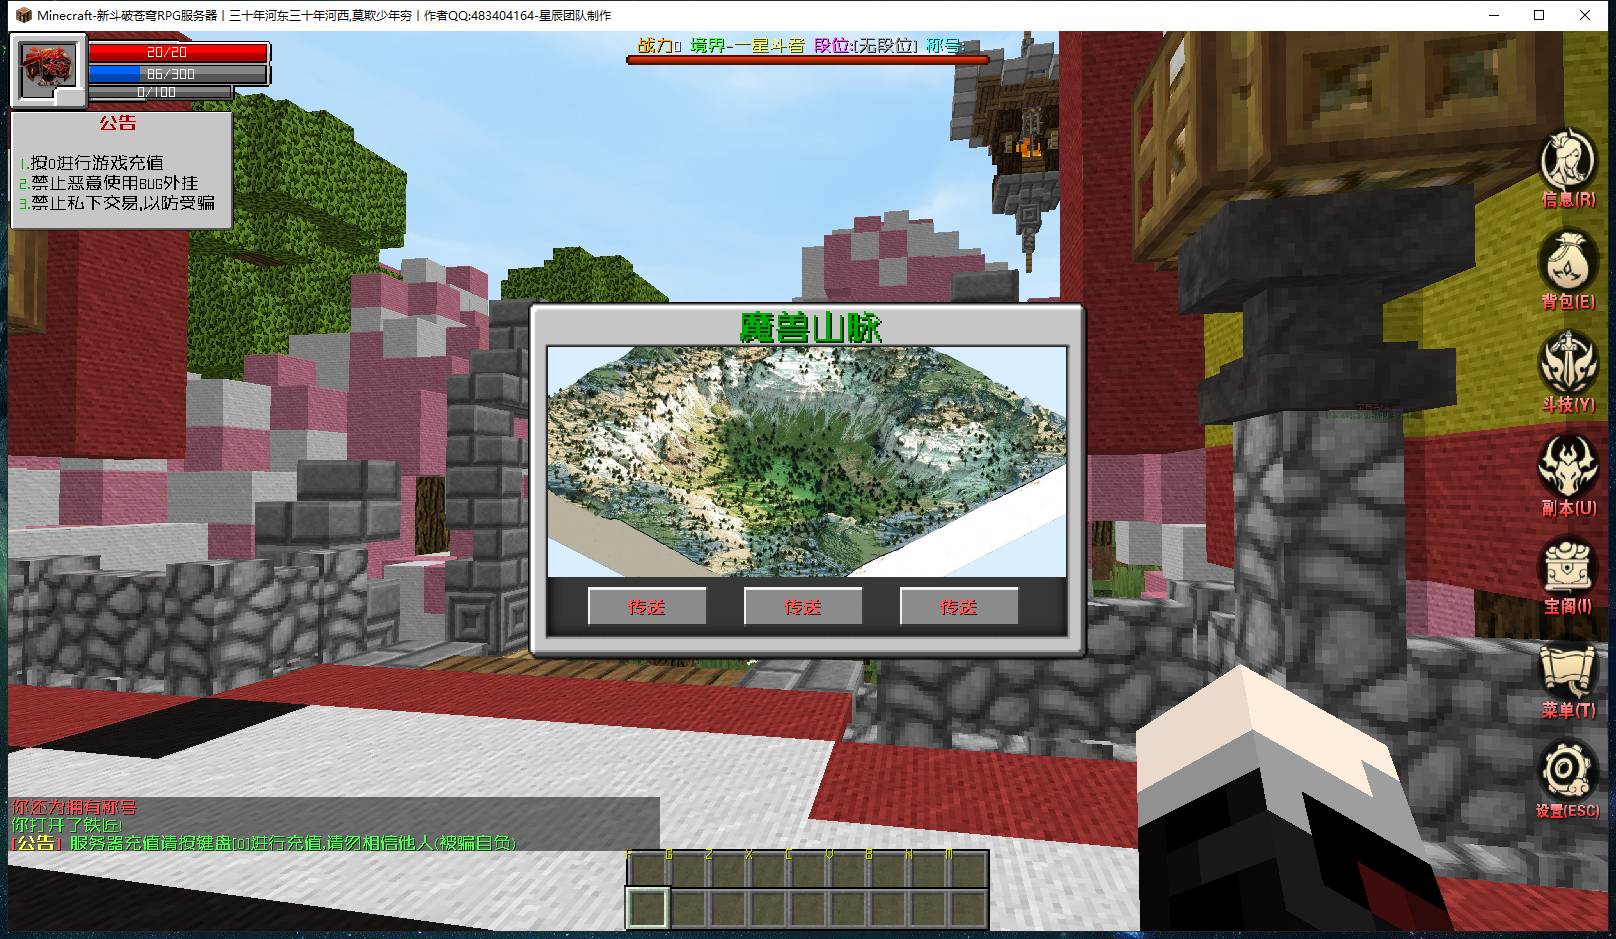 Minecraft-新斗破苍穹RPG服务器丨三十年河东三十年河西,莫欺少年穷丨作者QQ:483404164-星辰团队制作
20/20
86/300
0/100
战力0 境界-一星斗者 段位:[无段位] 称号:
公告
1.按O进行游戏充值
2.禁止恶意使用BUG外挂
3.禁止私下交易,以防受骗
信息(R)
背包(E)
斗技(Y)
副本(U)
宝阁(I)
菜单(T)
设置(ESC)
魔兽山脉
传送 传送 传送
你还为拥有称号
你打开了铁匠!
[公告] 服务器充值请按键盘[O]进行充值,请勿相信他人(被骗自负)
F G Z X C V B N M